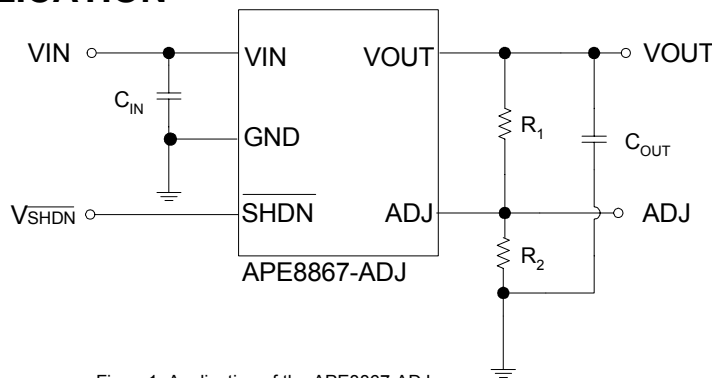 VIN
VIN
VOUT
VOUT
C_IN
GND
R_1
C_OUT
V_SHDN
SHDN
ADJ
ADJ
R_2
APE8867-ADJ